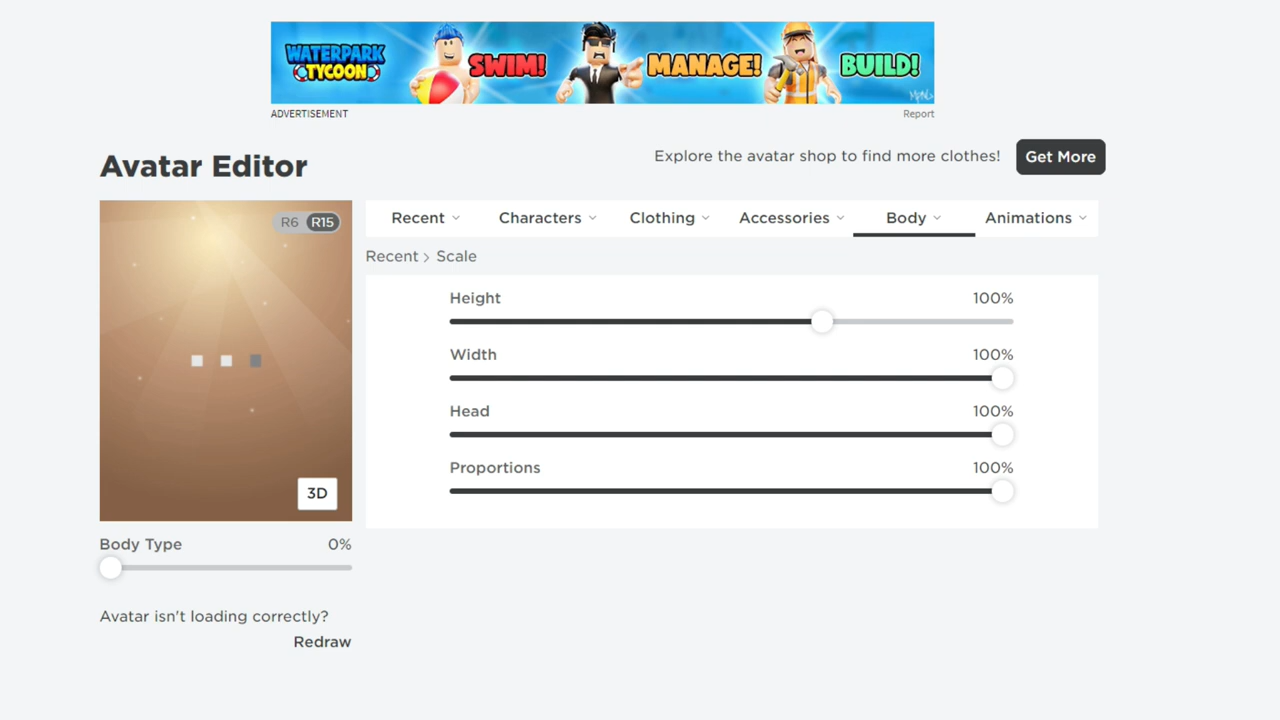 WATERPARK
TYCOON
SWIM!
MANAGE!
BUILD!
ADVERTISEMENT
Report
Avatar Editor
Explore the avatar shop to find more clothes!
Get More
R6 R15
Recent
Characters
Clothing
Accessories
Body
Animations
Recent > Scale
Height 100%
Width 100%
Head 100%
Proportions 100%
3D
Body Type 0%
Avatar isn't loading correctly?
Redraw